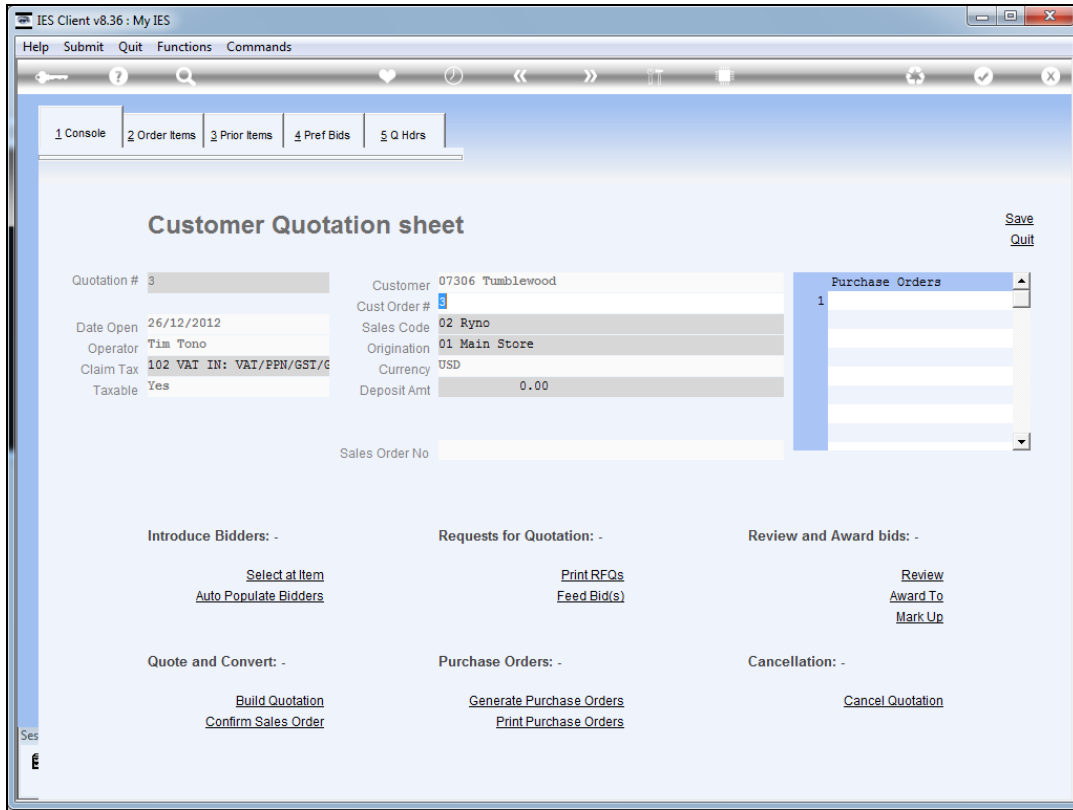 IES Client v8.36 : My IES
Help Submit Quit Functions Commands
1 Console 2 Order Items 3 Prior Items 4 Pref Bids 5 Q Hdrs
Customer Quotation sheet
Save
Quit
Quotation # 3
Customer 07306 Tumblewood
Purchase Orders
Cust Order # 3
1
Date Open 26/12/2012
Sales Code 02 Ryno
Operator Tim Tono
Origination 01 Main Store
Claim Tax 102 VAT IN: VAT/PPN/GST/G
Currency USD
Taxable Yes
Deposit Amt 0.00
Sales Order No
Introduce Bidders: - Requests for Quotation: - Review and Award bids: -
Select at Item Print RFQs Review
Auto Populate Bidders Feed Bid(s) Award To
Mark Up
Quote and Convert: - Purchase Orders: - Cancellation: -
Build Quotation Generate Purchase Orders Cancel Quotation
Confirm Sales Order Print Purchase Orders
Ses